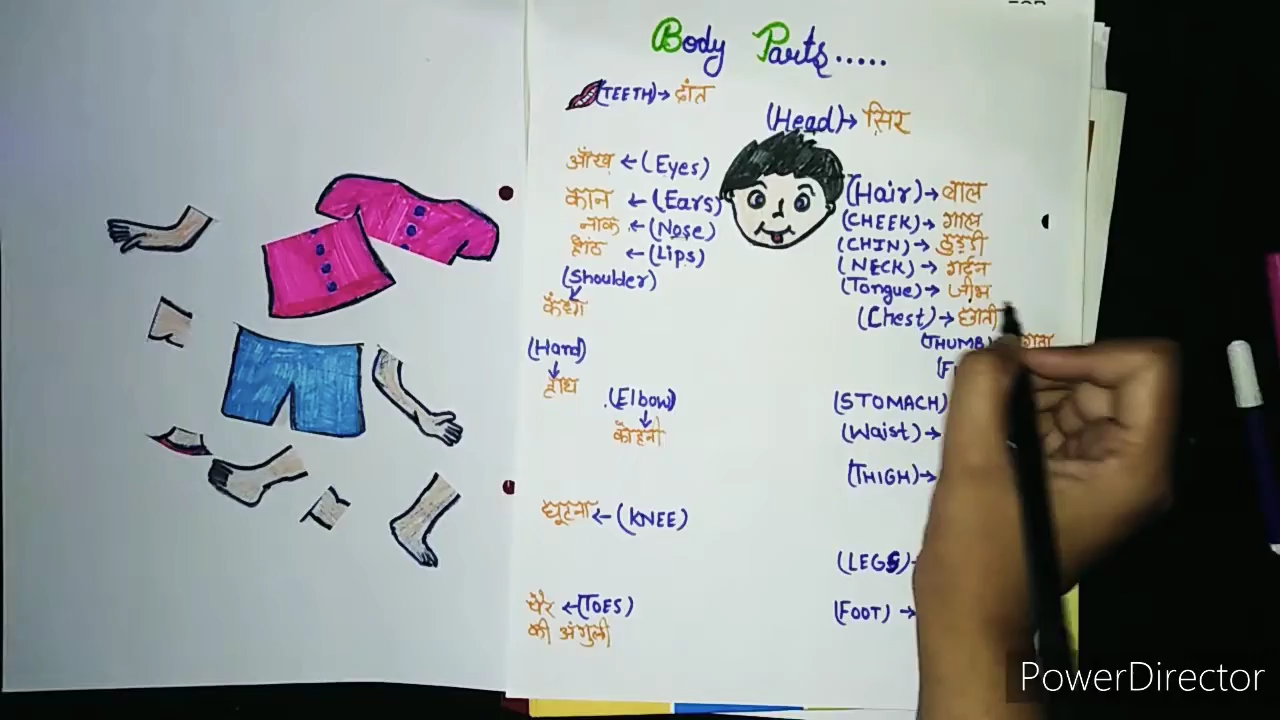 Body Parts.....
(TEETH)→ दांत
(Head)→ सिर
आँख ←(Eyes)
(Hair)→ बाल
कान ←(Ears)
(CHEEK)→ गाल
नाक ←(Nose)
(CHIN)→ ठुड्डी
होंठ ←(Lips)
(NECK)→ गर्दन
(Shoulder)
(Tongue)→ जीभ
कंधा
(Chest)→ छाती
(THUMB)
(Hand)
हाथ
(Elbow)
कोहनी
(STOMACH)
(Waist)→
(THIGH)→
घूटना ←(KNEE)
(LEGS)
(FOOT)→
पैर ←(TOES)
की अंगुली
PowerDirector